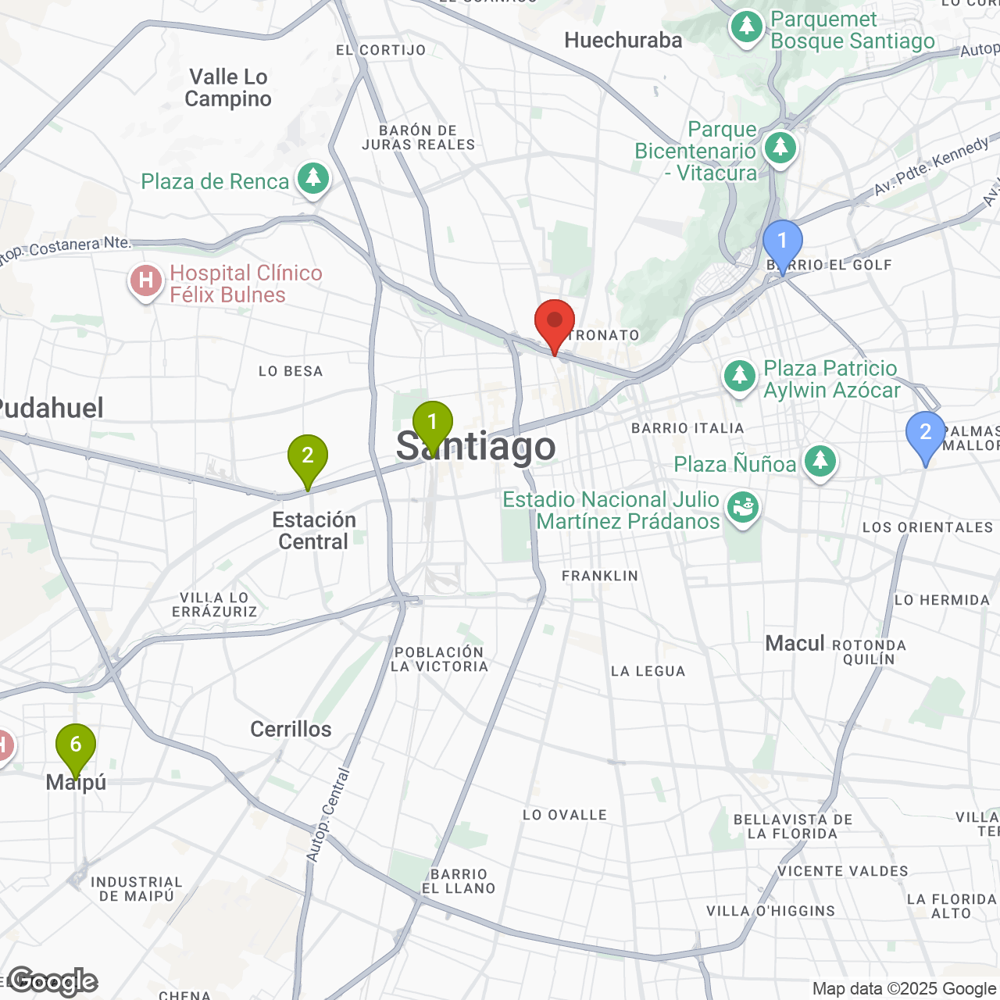 Huechuraba
Parquemet
Bosque Santiago
EL CORTIJO
Autop
Valle Lo
Campino
BARÓN DE
JURAS REALES
Parque
Bicentenario
- Vitacura
Av. Pdte. Kennedy
Plaza de Renca
Autop. Costanera Nte.
1
BARRIO EL GOLF
H
Hospital Clínico
Félix Bulnes
TRONATO
LO BESA
Plaza Patricio
Aylwin Azócar
Pudahuel
1
Santiago
BARRIO ITALIA
2
PALMAS
MALLOR
2
Plaza Ñuñoa
Estadio Nacional Julio
Martínez Prádanos
Estación
Central
LOS ORIENTALES
FRANKLIN
VILLA LO
ERRÁZURIZ
LO HERMIDA
Macul
ROTONDA
QUILÍN
POBLACIÓN
LA VICTORIA
LA LEGUA
Cerrillos
H
6
Maipú
Autop. Central
LO OVALLE
BELLAVISTA DE
LA FLORIDA
VILLA
TER
INDUSTRIAL
DE MAIPÚ
BARRIO
EL LLANO
VICENTE VALDES
LA FLORIDA
ALTO
VILLA O'HIGGINS
Google
CHENA
Map data ©2025 Google